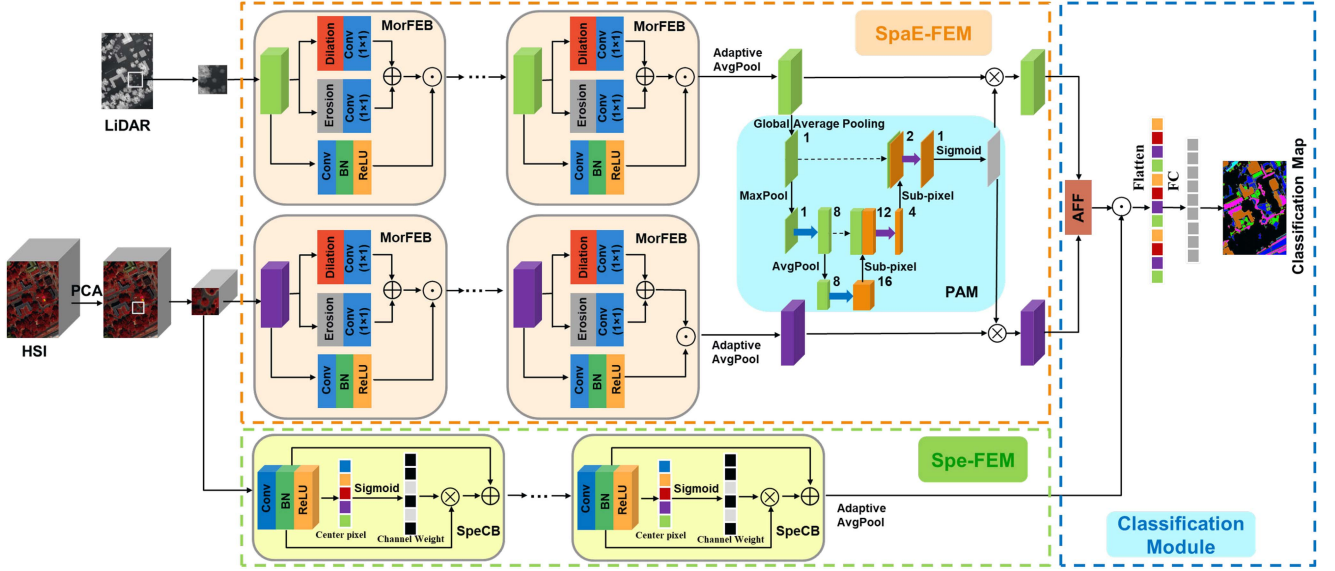 LiDAR
MorFEB
Dilation
Conv
(1×1)
Erosion
Conv
(1×1)
Conv
BN
ReLU
MorFEB
Dilation
Conv
(1×1)
Erosion
Conv
(1×1)
Conv
BN
ReLU
Adaptive
AvgPool
SpaE-FEM
Global Average Pooling
1
2
1
Sigmoid
MaxPool
Sub-pixel
1
8
12
4
AvgPool
Sub-pixel
8
16
PAM
HSI
PCA
MorFEB
Dilation
Conv
(1×1)
Erosion
Conv
(1×1)
Conv
BN
ReLU
MorFEB
Dilation
Conv
(1×1)
Erosion
Conv
(1×1)
Conv
BN
ReLU
Adaptive
AvgPool
Conv
BN
ReLU
Sigmoid
Center pixel
Channel Weight
SpeCB
Conv
BN
ReLU
Sigmoid
Center pixel
Channel Weight
SpeCB
Spe-FEM
Adaptive
AvgPool
AFF
Flatten
FC
Classification Map
Classification
Module